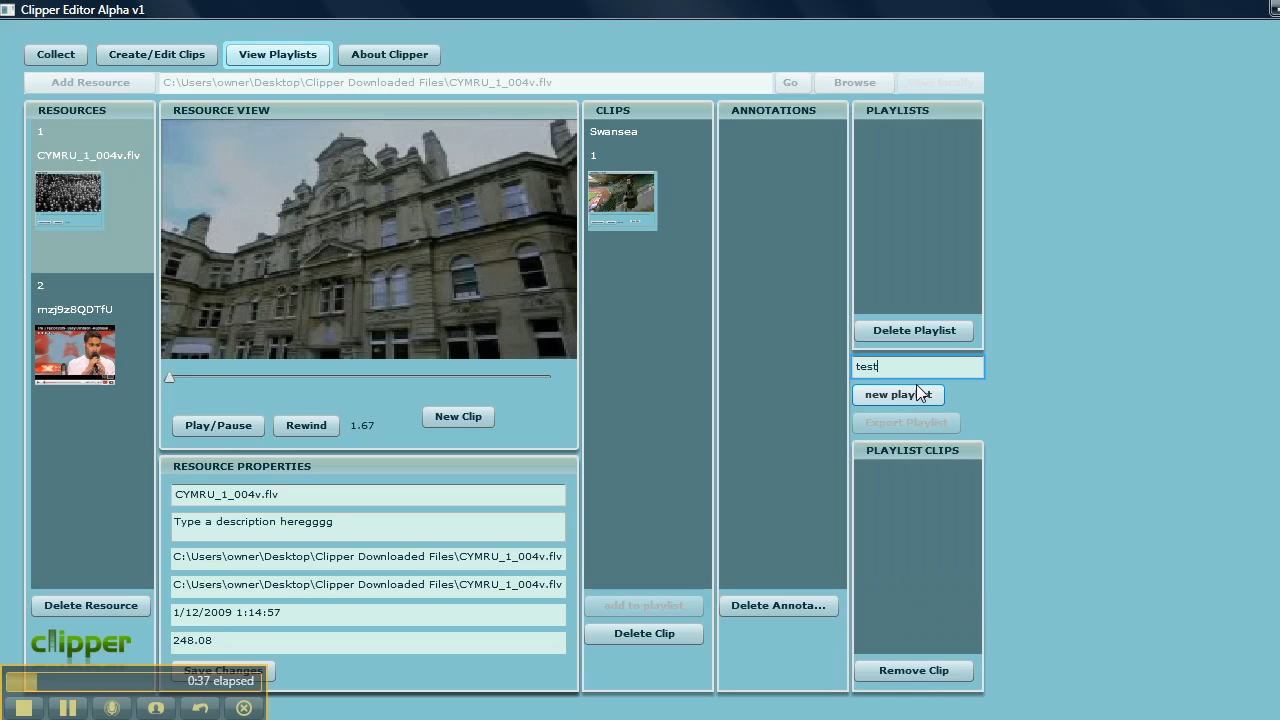 Clipper Editor Alpha v1
Collect
Create/Edit Clips
View Playlists
About Clipper
Add Resource
C:\Users\owner\Desktop\Clipper Downloaded Files\CYMRU_1_004v.flv
Go
Browse
RESOURCES
1
CYMRU_1_004v.flv
2
mzj9z8QDTfU
Delete Resource
clipper
RESOURCE VIEW
Play/Pause
Rewind
1.67
New Clip
RESOURCE PROPERTIES
CYMRU_1_004v.flv
Type a description heregggg
C:\Users\owner\Desktop\Clipper Downloaded Files\CYMRU_1_004v.flv
C:\Users\owner\Desktop\Clipper Downloaded Files\CYMRU_1_004v.flv
1/12/2009 1:14:57
248.08
Save Changes
0:37 elapsed
CLIPS
Swansea
1
add to playlist
Delete Clip
ANNOTATIONS
Delete Annota...
PLAYLISTS
Delete Playlist
test
new playlist
Export Playlist
PLAYLIST CLIPS
Remove Clip